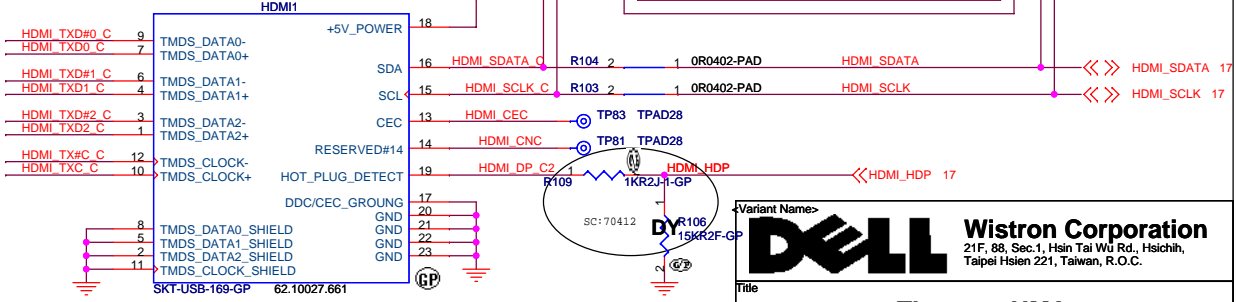 HDMI1
HDMI_TXD#0_C 9 TMDS_DATA0-
HDMI_TXD0_C 7 TMDS_DATA0+
HDMI_TXD#1_C 6 TMDS_DATA1-
HDMI_TXD1_C 4 TMDS_DATA1+
HDMI_TXD#2_C 3 TMDS_DATA2-
HDMI_TXD2_C 1 TMDS_DATA2+
HDMI_TX#C_C 12 TMDS_CLOCK-
HDMI_TXC_C 10 TMDS_CLOCK+
8 TMDS_DATA0_SHIELD
5 TMDS_DATA1_SHIELD
2 TMDS_DATA2_SHIELD
11 TMDS_CLOCK_SHIELD
+5V_POWER 18
SDA 16 HDMI_SDATA_C R104 2 1 0R0402-PAD HDMI_SDATA HDMI_SDATA 17
SCL 15 HDMI_SCLK_C R103 2 1 0R0402-PAD HDMI_SCLK HDMI_SCLK 17
CEC 13 HDMI_CEC TP83 TPAD28
RESERVED#14 14 HDMI_CNC TP81 TPAD28
HOT_PLUG_DETECT 19 HDMI_DP_C2 1 R109 1KR2J-1-GP HDMI_HDP HDMI_HDP 17
DDC/CEC_GROUNG 17
GND 20
GND 21
GND 22
GND 23
SKT-USB-169-GP 62.10027.661
GP
SC:70412
1
DY R106
15KR2F-GP
2
GP
<Variant Name>
DELL
Wistron Corporation
21F, 88, Sec.1, Hsin Tai Wu Rd., Hsichih,
Taipei Hsien 221, Taiwan, R.O.C.
Title